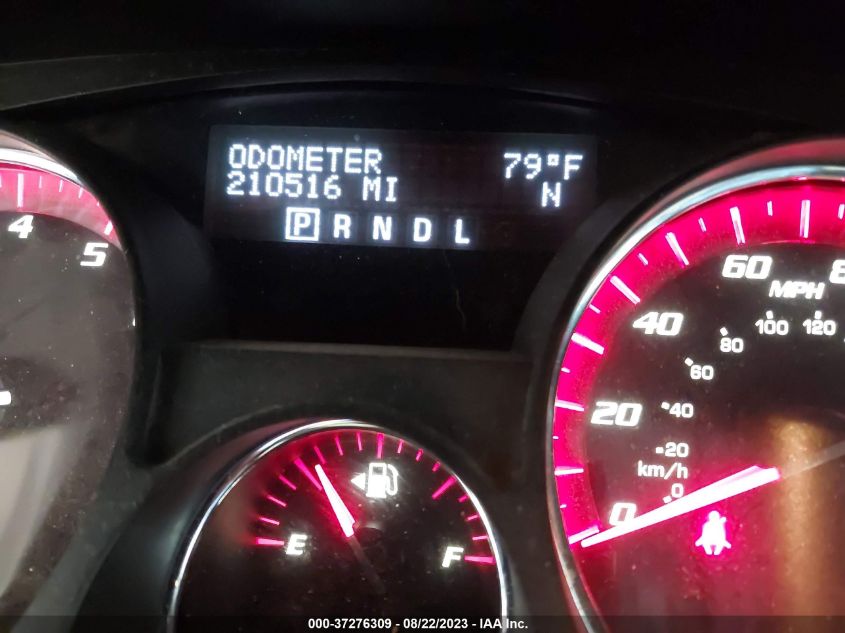 ODOMETER 79°F
210516 MI N
P R N D L
4 5
0 20 40 60 8
MPH
0 20 40 60 80 100 120
km/h
E F
000-37276309 - 08/22/2023 - IAA Inc.